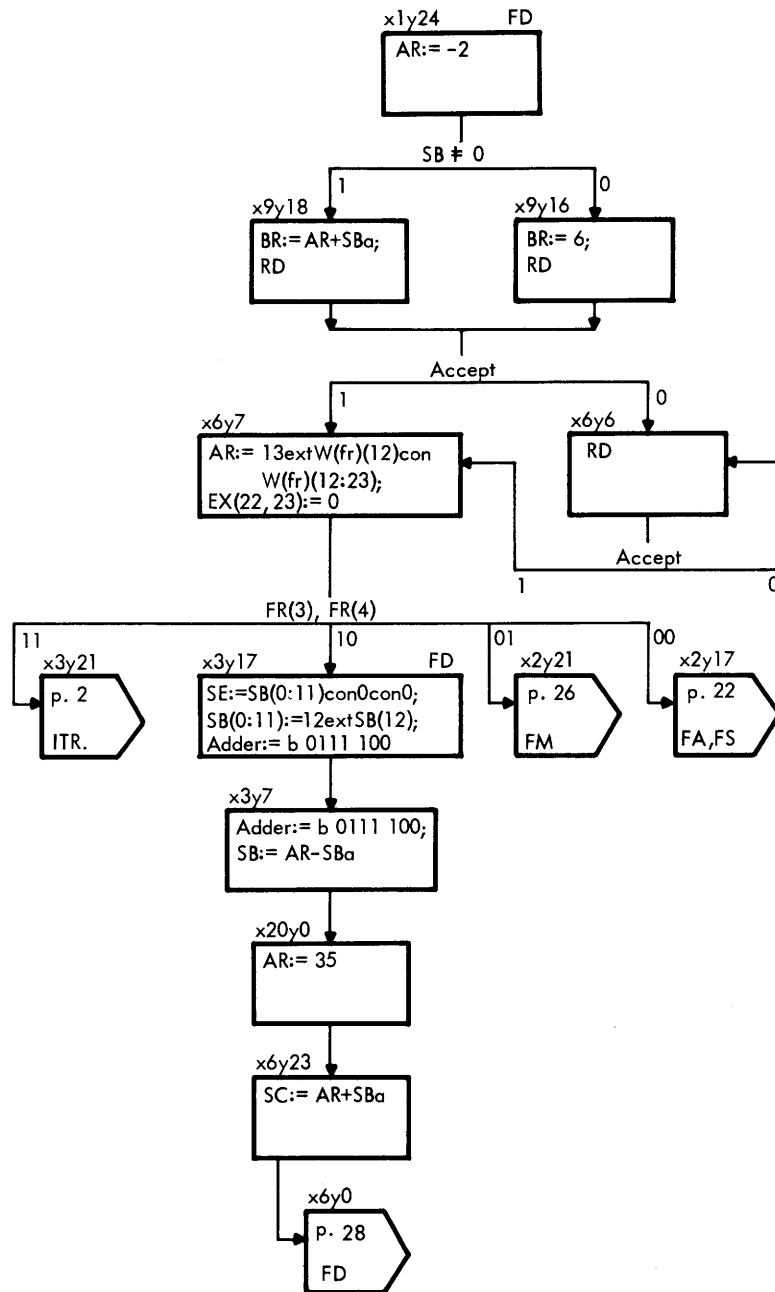 x1y24 FD
AR:= -2
SB ≠ 0
1 0
x9y18 x9y16
BR:= AR+SBa;
RD
BR:= 6;
RD
Accept
1 0
x6y7 x6y6
AR:= 13extW(fr)(12)con
W(fr)(12:23);
EX(22,23):= 0
RD
Accept
1 0
FR(3), FR(4)
11 10 01 00
x3y21 x3y17 FD x2y21 x2y17
p. 2
ITR.
SE:=SB(0:11)con0con0;
SB(0:11):=12extSB(12);
Adder:= b 0111 100
p. 26
FM
p. 22
FA,FS
x3y7
Adder:= b 0111 100;
SB:= AR-SBa
x20y0
AR:= 35
x6y23
SC:= AR+SBa
x6y0
p. 28
FD